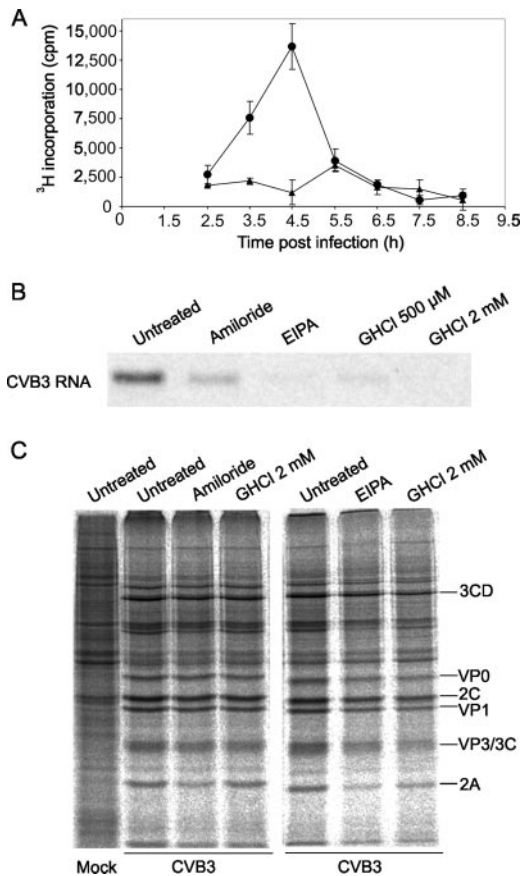 A
³H incorporation (cpm)
15,000
12,500
10,000
7,500
5,000
2,500
0
0 1.5 2.5 3.5 4.5 5.5 6.5 7.5 8.5 9.5
Time post infection (h)
B
Untreated Amiloride EIPA GHCl 500 µM GHCl 2 mM
CVB3 RNA
C
Untreated Untreated Amiloride GHCl 2 mM Untreated EIPA GHCl 2 mM
3CD
VP0
2C
VP1
VP3/3C
2A
Mock CVB3 CVB3